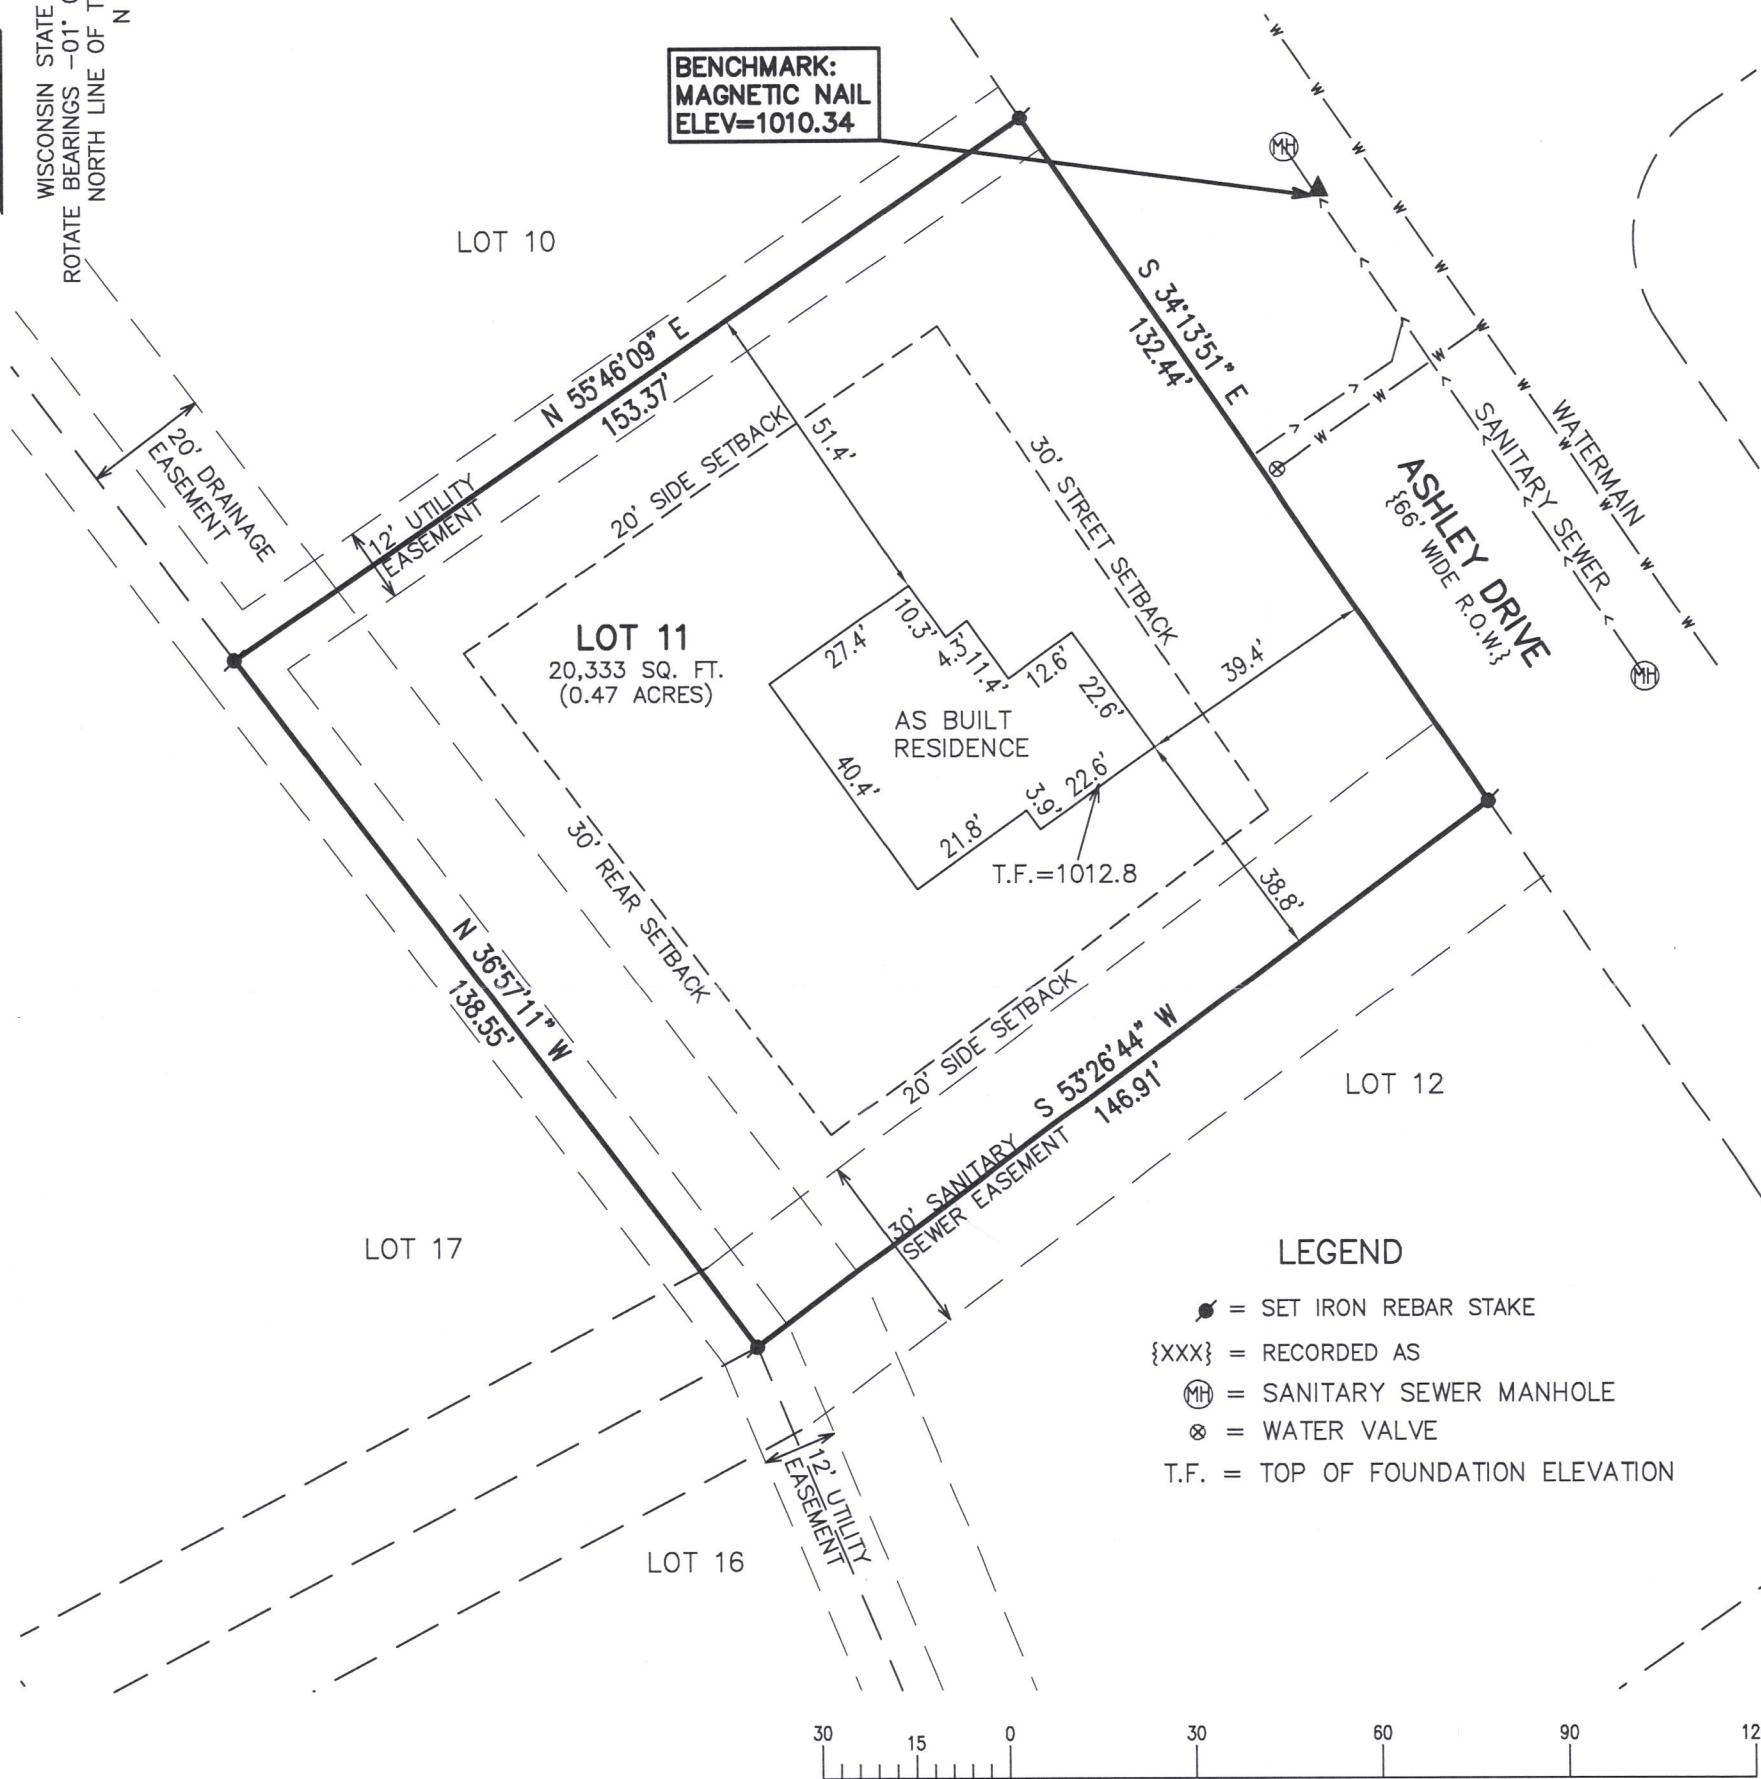 WISCONSIN STATE
ROTATE BEARINGS -01°
NORTH LINE OF
N
BENCHMARK:
MAGNETIC NAIL
ELEV=1010.34
MH
LOT 10
S 34°13'51" E
132.44'
N 55°46'09" E
153.37'
20' DRAINAGE
EASEMENT
12' UTILITY
EASEMENT
20' SIDE SETBACK
51.4'
30' STREET SETBACK
WATERMAIN
SANITARY SEWER
ASHLEY DRIVE
{66' WIDE R.O.W.}
MH
LOT 11
20,333 SQ. FT.
(0.47 ACRES)
27.4'
10.3'
4.3'
11.4'
12.6'
22.6'
39.4'
AS BUILT
RESIDENCE
40.4'
21.8'
3.9'
22.6'
T.F.=1012.8
38.8'
30' REAR SETBACK
N 36°57'11" W
138.55'
20' SIDE SETBACK
S 53°26'44" W
146.91'
30' SANITARY
SEWER EASEMENT
LOT 12
LOT 17
LOT 16
12' UTILITY
EASEMENT
LEGEND
= SET IRON REBAR STAKE
{XXX} = RECORDED AS
MH = SANITARY SEWER MANHOLE
⊗ = WATER VALVE
T.F. = TOP OF FOUNDATION ELEVATION
30 15 0 30 60 90 12